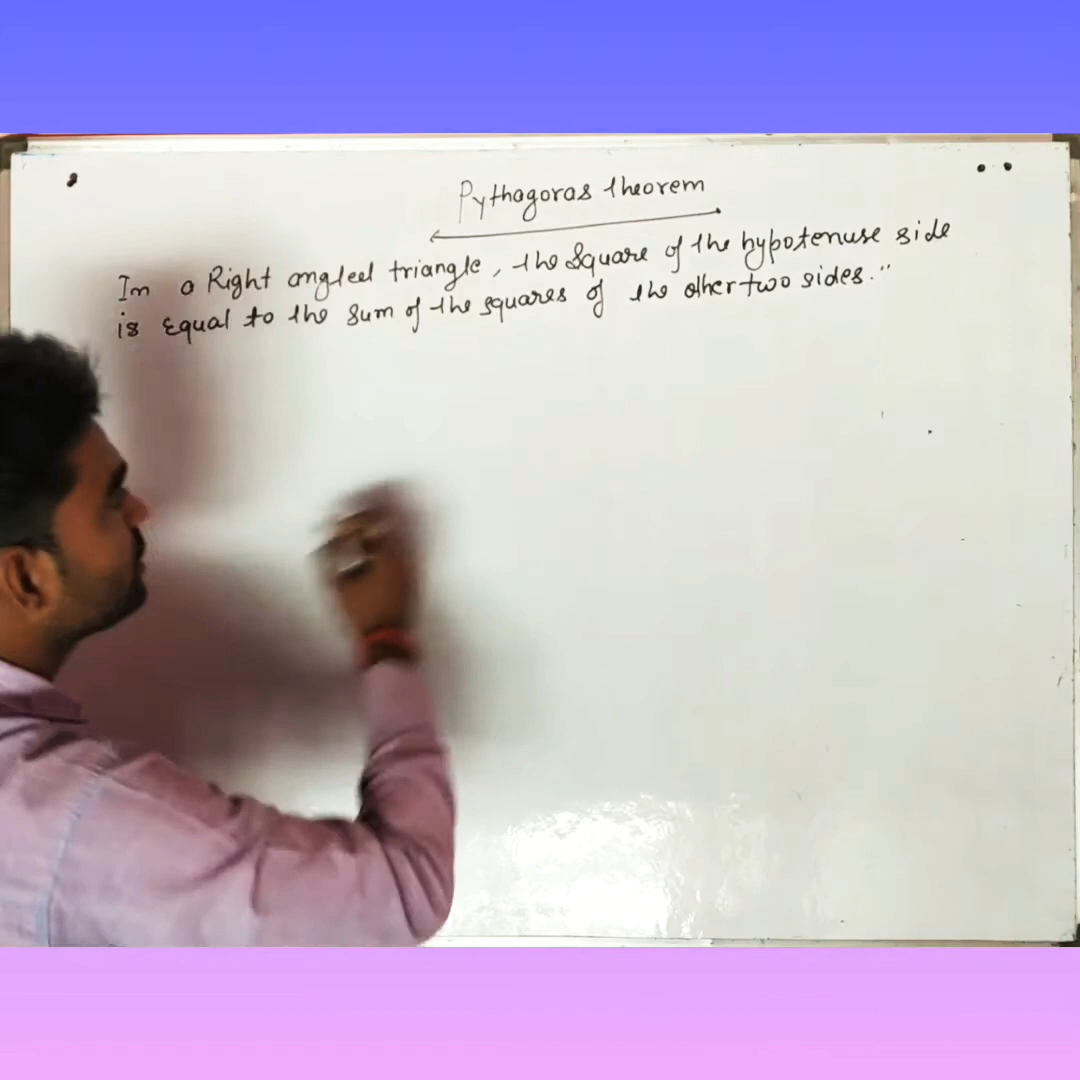 Pythagoras theorem
In a Right angled triangle, the Square of the hypotenuse side
is Equal to the sum of the squares of the other two sides."